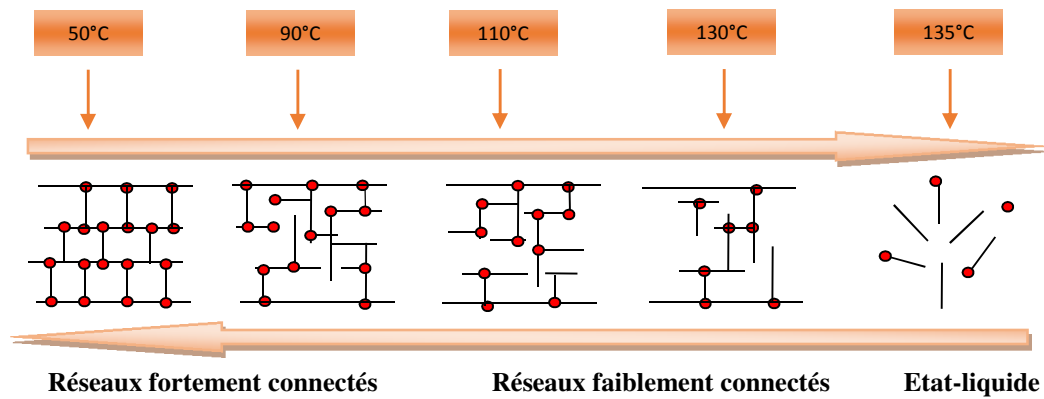 50°C 90°C 110°C 130°C 135°C
Réseaux fortement connectés Réseaux faiblement connectés Etat-liquide